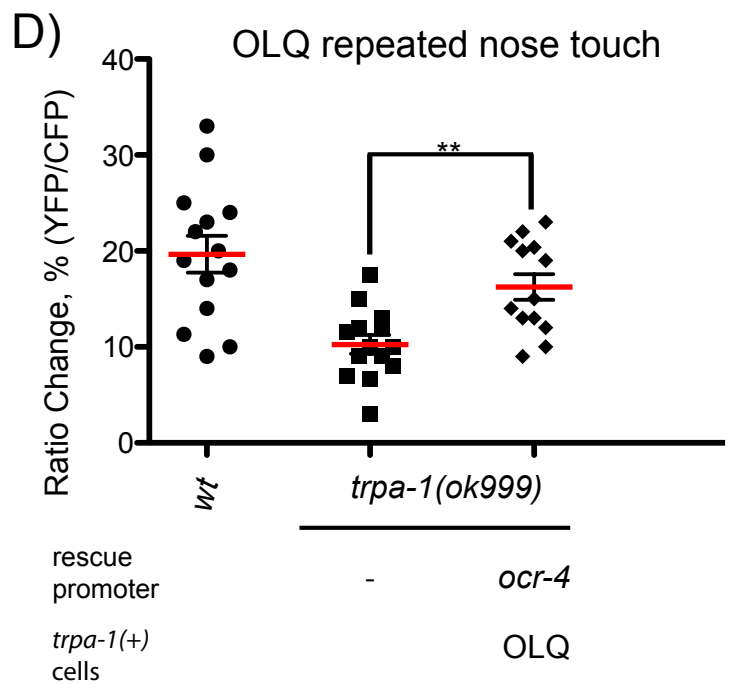 D)
OLQ repeated nose touch
Ratio Change, % (YFP/CFP)
40
30
20
10
0
**
wt
trpa-1(ok999)
rescue
promoter
-
ocr-4
trpa-1(+)
cells
OLQ